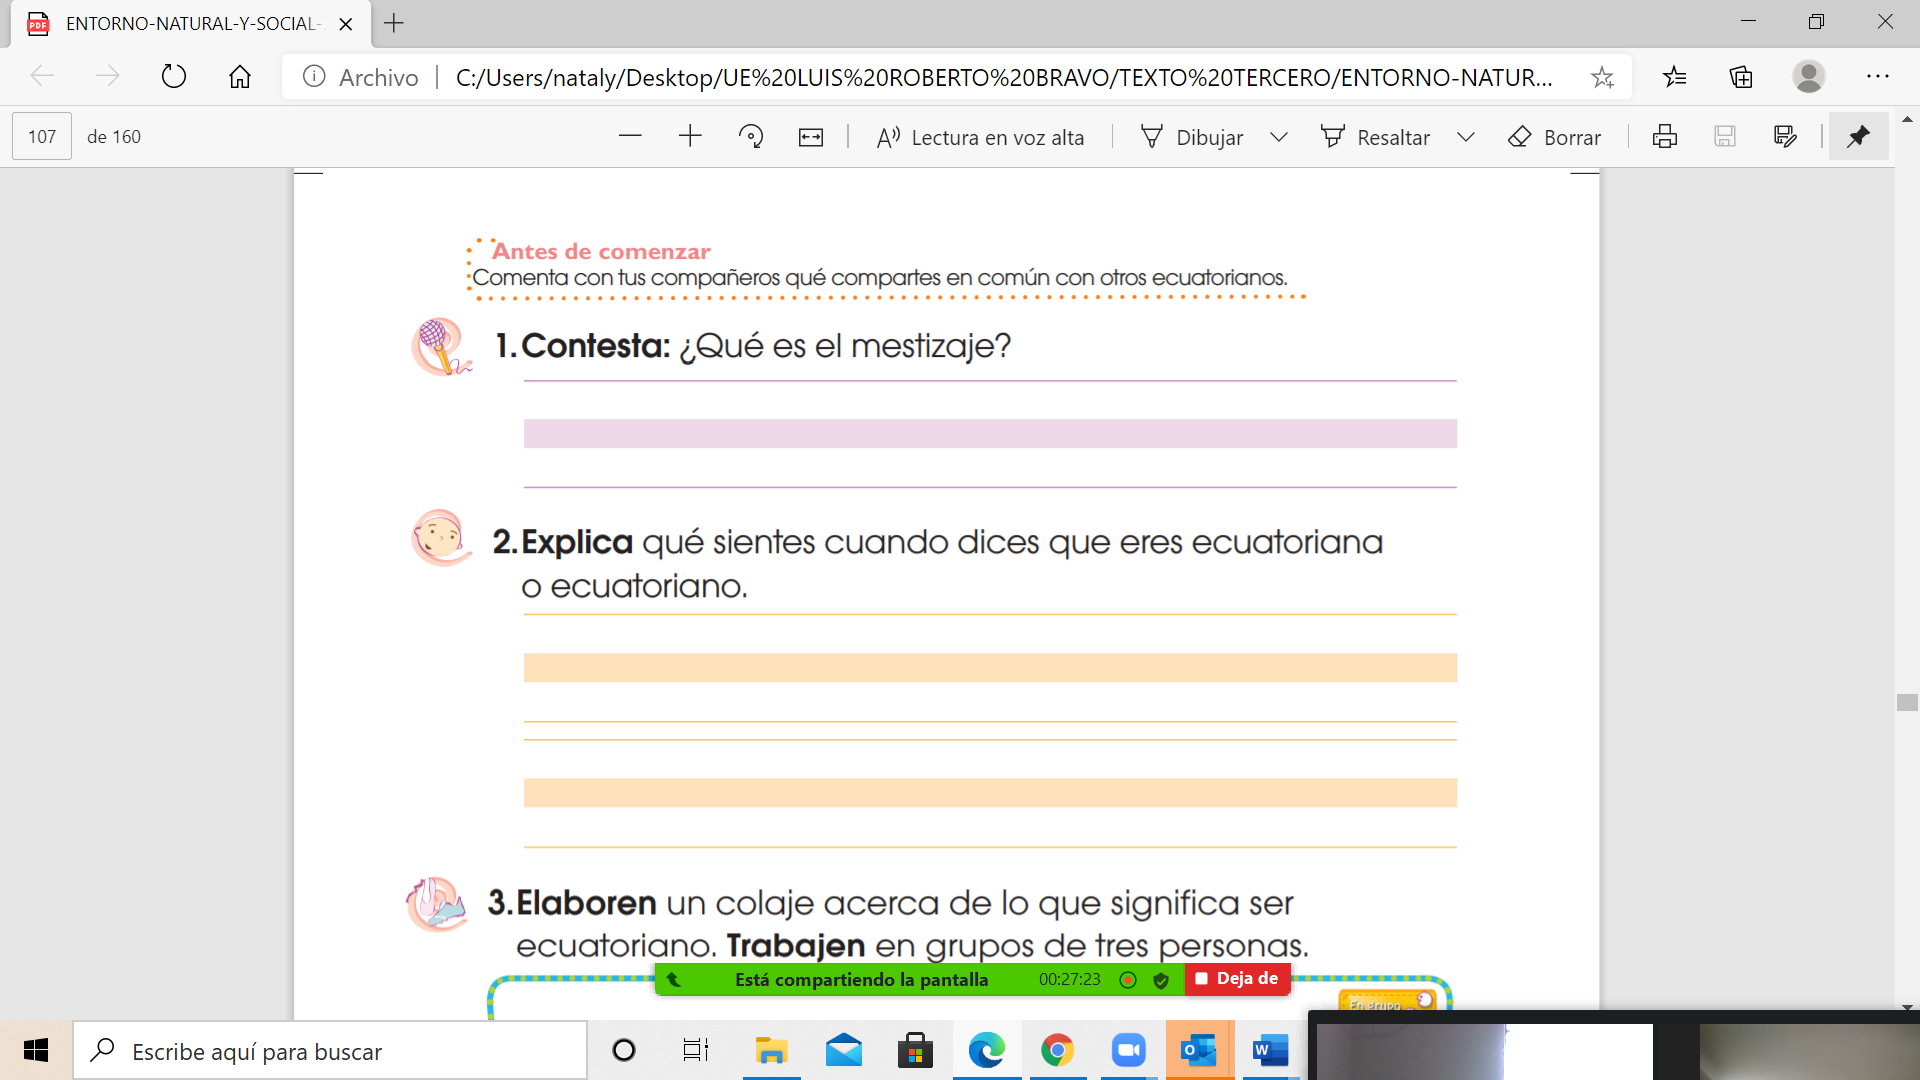 ENTORNO-NATURAL-Y-SOCIAL-
Archivo
C:/Users/nataly/Desktop/UE%20LUIS%20ROBERTO%20BRAVO/TEXTO%20TERCERO/ENTORNO-NATUR...
107 de 160
Lectura en voz alta
Dibujar
Resaltar
Borrar
Antes de comenzar
Comenta con tus compañeros qué compartes en común con otros ecuatorianos.
1. Contesta: ¿Qué es el mestizaje?
2. Explica qué sientes cuando dices que eres ecuatoriana
o ecuatoriano.
3. Elaboren un colaje acerca de lo que significa ser
ecuatoriano. Trabajen en grupos de tres personas.
Está compartiendo la pantalla 00:27:23 Deja de
En grupo
Escribe aquí para buscar